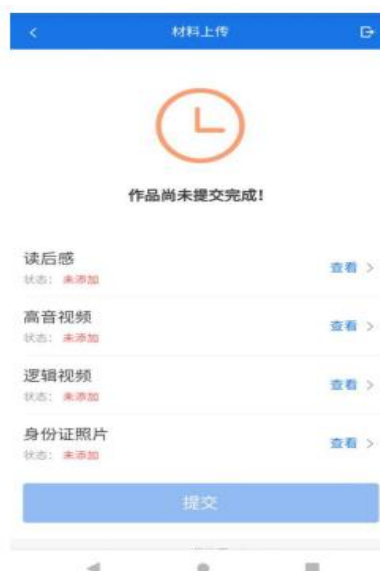 材料上传
作品尚未提交完成!
读后感
查看
状态: 未添加
高音视频
查看
状态: 未添加
逻辑视频
查看
状态: 未添加
身份证照片
查看
状态: 未添加
提交